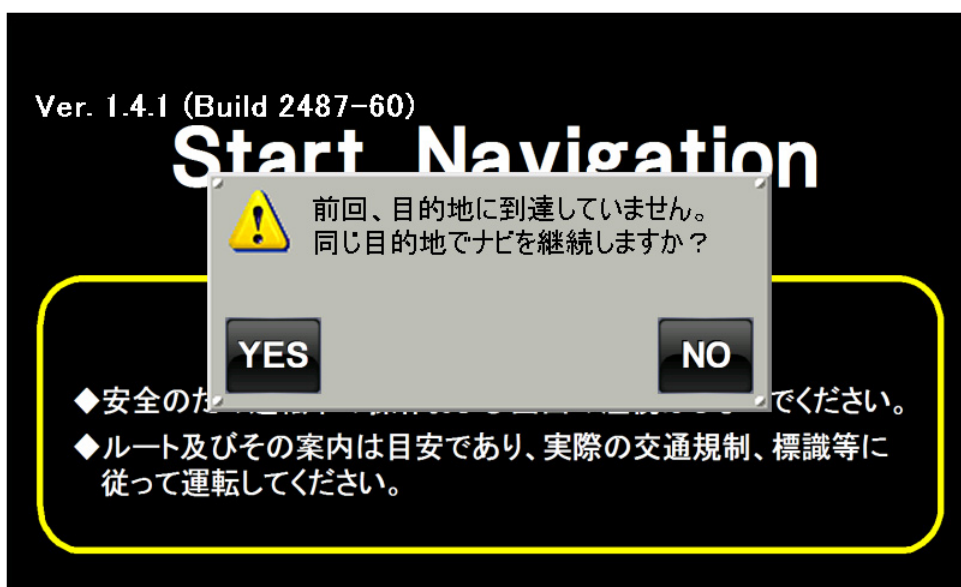 Ver. 1.4.1 (Build 2487-60)
Start Navigation
前回、目的地に到達していません。
同じ目的地でナビを継続しますか？
YES
NO
◆安全のた
でください。
◆ルート及びその案内は目安であり、実際の交通規制、標識等に
従って運転してください。